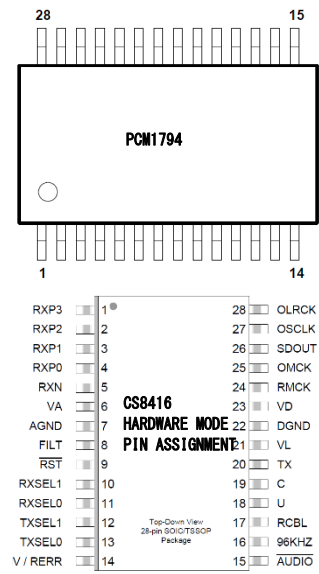 28 15
PCM1794
1 14
RXP3 1 28 OLRCK
RXP2 2 27 OSCLK
RXP1 3 26 SDOUT
RXP0 4 25 OMCK
RXN 5 24 RMCK
VA 6 CS8416 23 VD
AGND 7 HARDWARE MODE 22 DGND
FILT 8 PIN ASSIGNMENT 21 VL
RST 9 20 TX
RXSEL1 10 19 C
RXSEL0 11 18 U
TXSEL1 12 Top-Down View 17 RCBL
28-pin SOIC/TSSOP
TXSEL0 13 Package 16 96KHZ
V / RERR 14 15 AUDIO